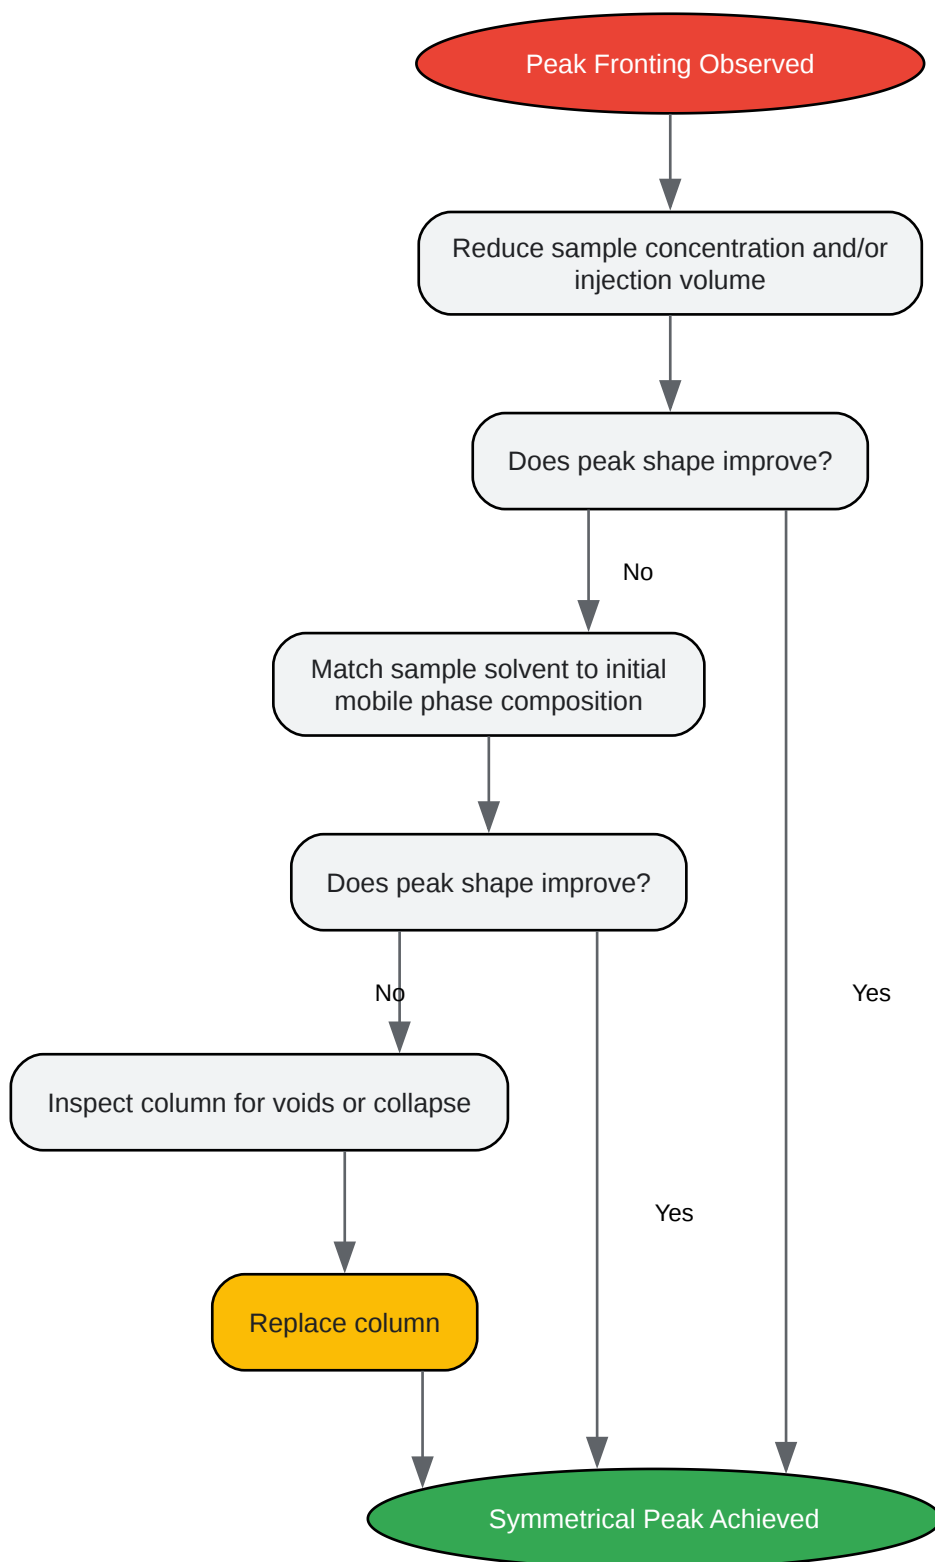 Peak Fronting Observed
Reduce sample concentration and/or
injection volume
Does peak shape improve?
No
Match sample solvent to initial
mobile phase composition
Does peak shape improve?
No
Yes
Inspect column for voids or collapse
Yes
Replace column
Symmetrical Peak Achieved